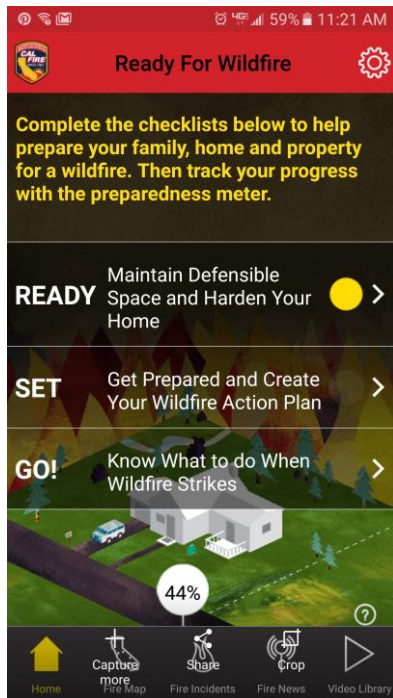 4G 59% 11:21 AM
CAL
FIRE
Ready For Wildfire
Complete the checklists below to help
prepare your family, home and property
for a wildfire. Then track your progress
with the preparedness meter.
READY
Maintain Defensible
Space and Harden Your
Home
SET
Get Prepared and Create
Your Wildfire Action Plan
GO!
Know What to do When
Wildfire Strikes
44%
?
Capture
more
Share
Crop
Home
Fire Map
Fire Incidents
Fire News
Video Library